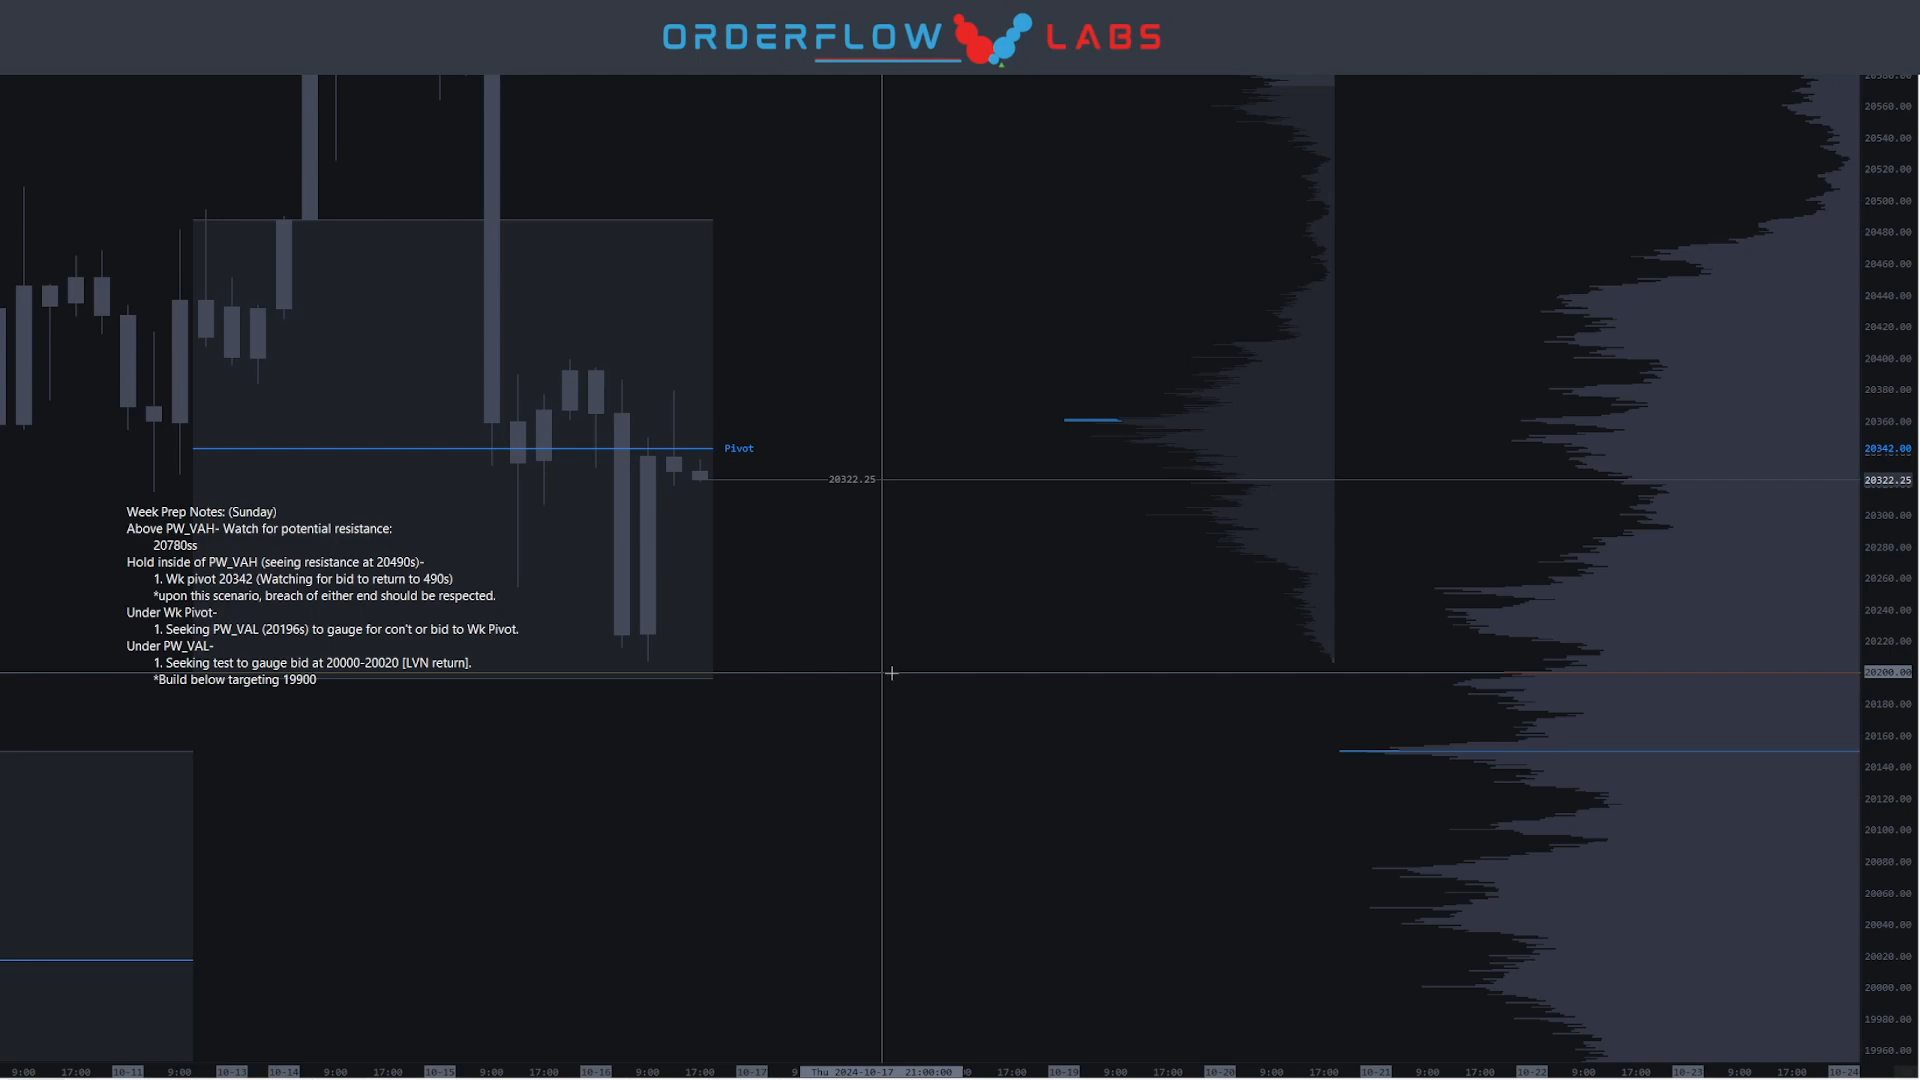 ORDERFLOW LABS
20580.00
20560.00
20540.00
20520.00
20500.00
20480.00
20460.00
20440.00
20420.00
20400.00
20380.00
20360.00
Pivot
20342.00
20322.25
20322.25
20300.00
20280.00
20260.00
20240.00
20220.00
20200.00
20180.00
20160.00
20140.00
20120.00
20100.00
20080.00
20060.00
20040.00
20020.00
20000.00
19980.00
19960.00
Week Prep Notes: (Sunday)
Above PW_VAH- Watch for potential resistance:
20780ss
Hold inside of PW_VAH (seeing resistance at 20490s)-
1. Wk pivot 20342 (Watching for bid to return to 490s)
*upon this scenario, breach of either end should be respected.
Under Wk Pivot-
1. Seeking PW_VAL (20196s) to gauge for con't or bid to Wk Pivot.
Under PW_VAL-
1. Seeking test to gauge bid at 20000-20020 [LVN return].
*Build below targeting 19900
9:00 17:00 10-11 9:00 10-13 10-14 9:00 17:00 10-15 9:00 17:00 10-16 9:00 17:00 10-17 9 Thu 2024-10-17 21:00:00 17:00 10-19 9:00 17:00 10-20 9:00 17:00 10-21 9:00 17:00 10-22 9:00 17:00 10-23 9:00 17:00 10-24